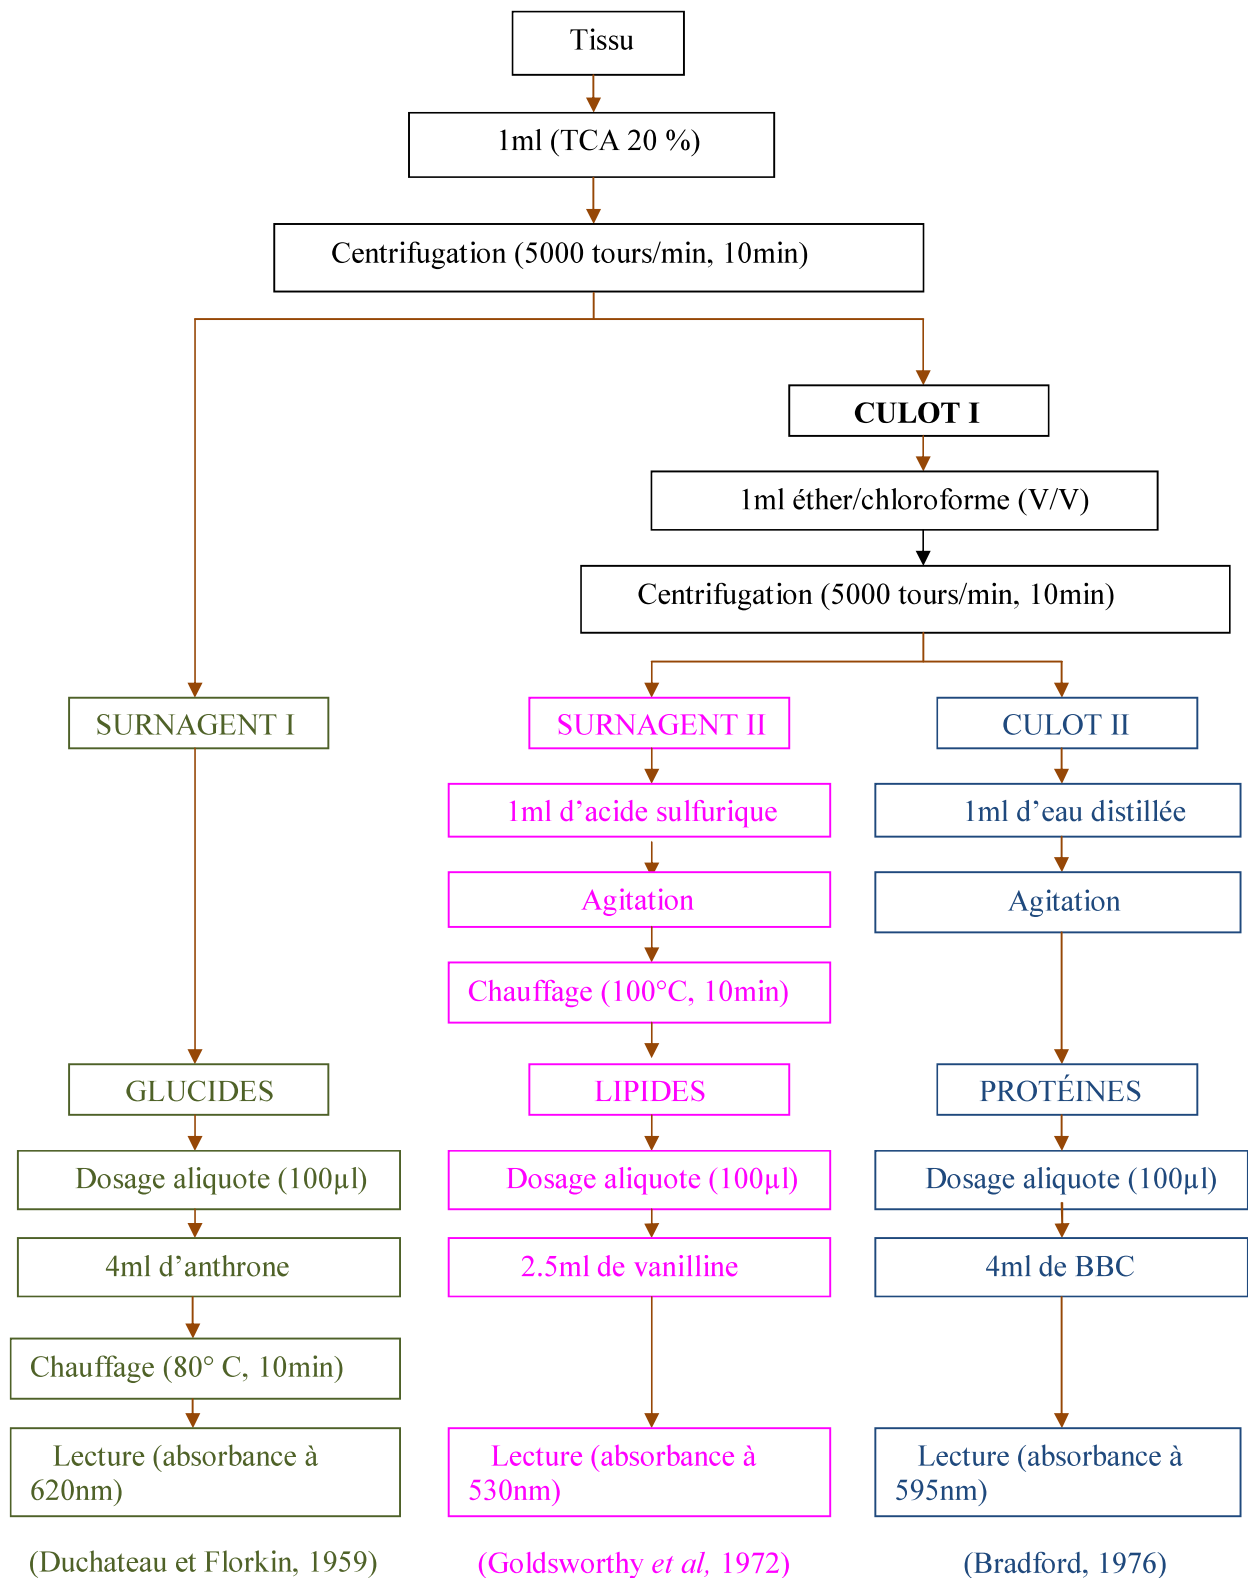 Tissu
1ml (TCA 20 %)
Centrifugation (5000 tours/min, 10min)
CULOT I
1ml éther/chloroforme (V/V)
Centrifugation (5000 tours/min, 10min)
SURNAGENT I
SURNAGENT II
CULOT II
1ml d’acide sulfurique
1ml d’eau distillée
Agitation
Agitation
Chauffage (100°C, 10min)
GLUCIDES
LIPIDES
PROTÉINES
Dosage aliquote (100µl)
Dosage aliquote (100µl)
Dosage aliquote (100µl)
4ml d’anthrone
2.5ml de vanilline
4ml de BBC
Chauffage (80° C, 10min)
Lecture (absorbance à
620nm)
Lecture (absorbance à
530nm)
Lecture (absorbance à
595nm)
(Duchateau et Florkin, 1959)
(Goldsworthy et al, 1972)
(Bradford, 1976)